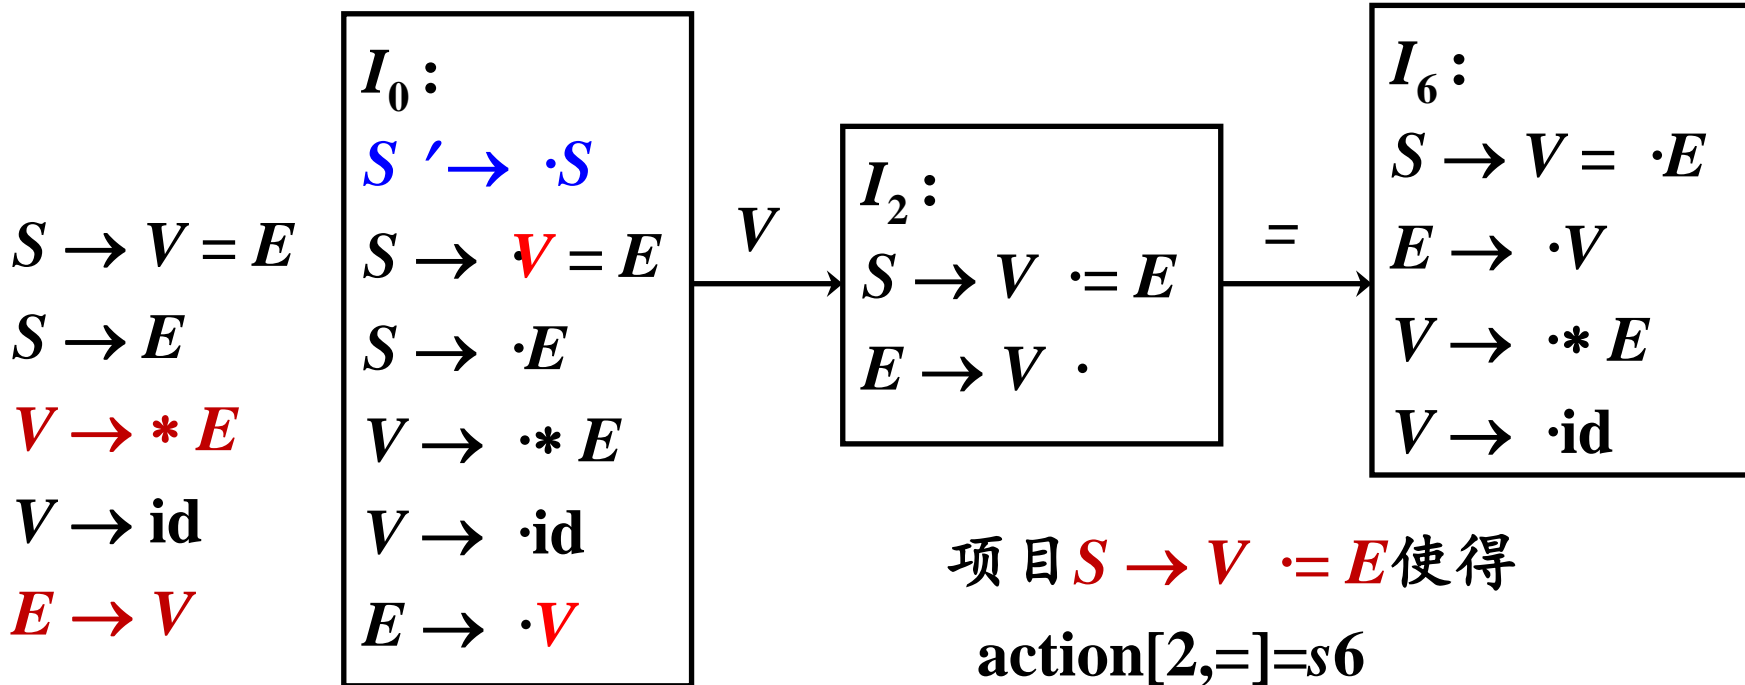 S → V = E
S → E
V → * E
V → id
E → V
I₀ :
S ′→ ·S
S → ·V = E
S → ·E
V → ·* E
V → ·id
E → ·V
V
I₂ :
S → V ·= E
E → V ·
=
I₆ :
S → V = ·E
E → ·V
V → ·* E
V → ·id
项目S → V ·= E使得
action[2,=]=s6